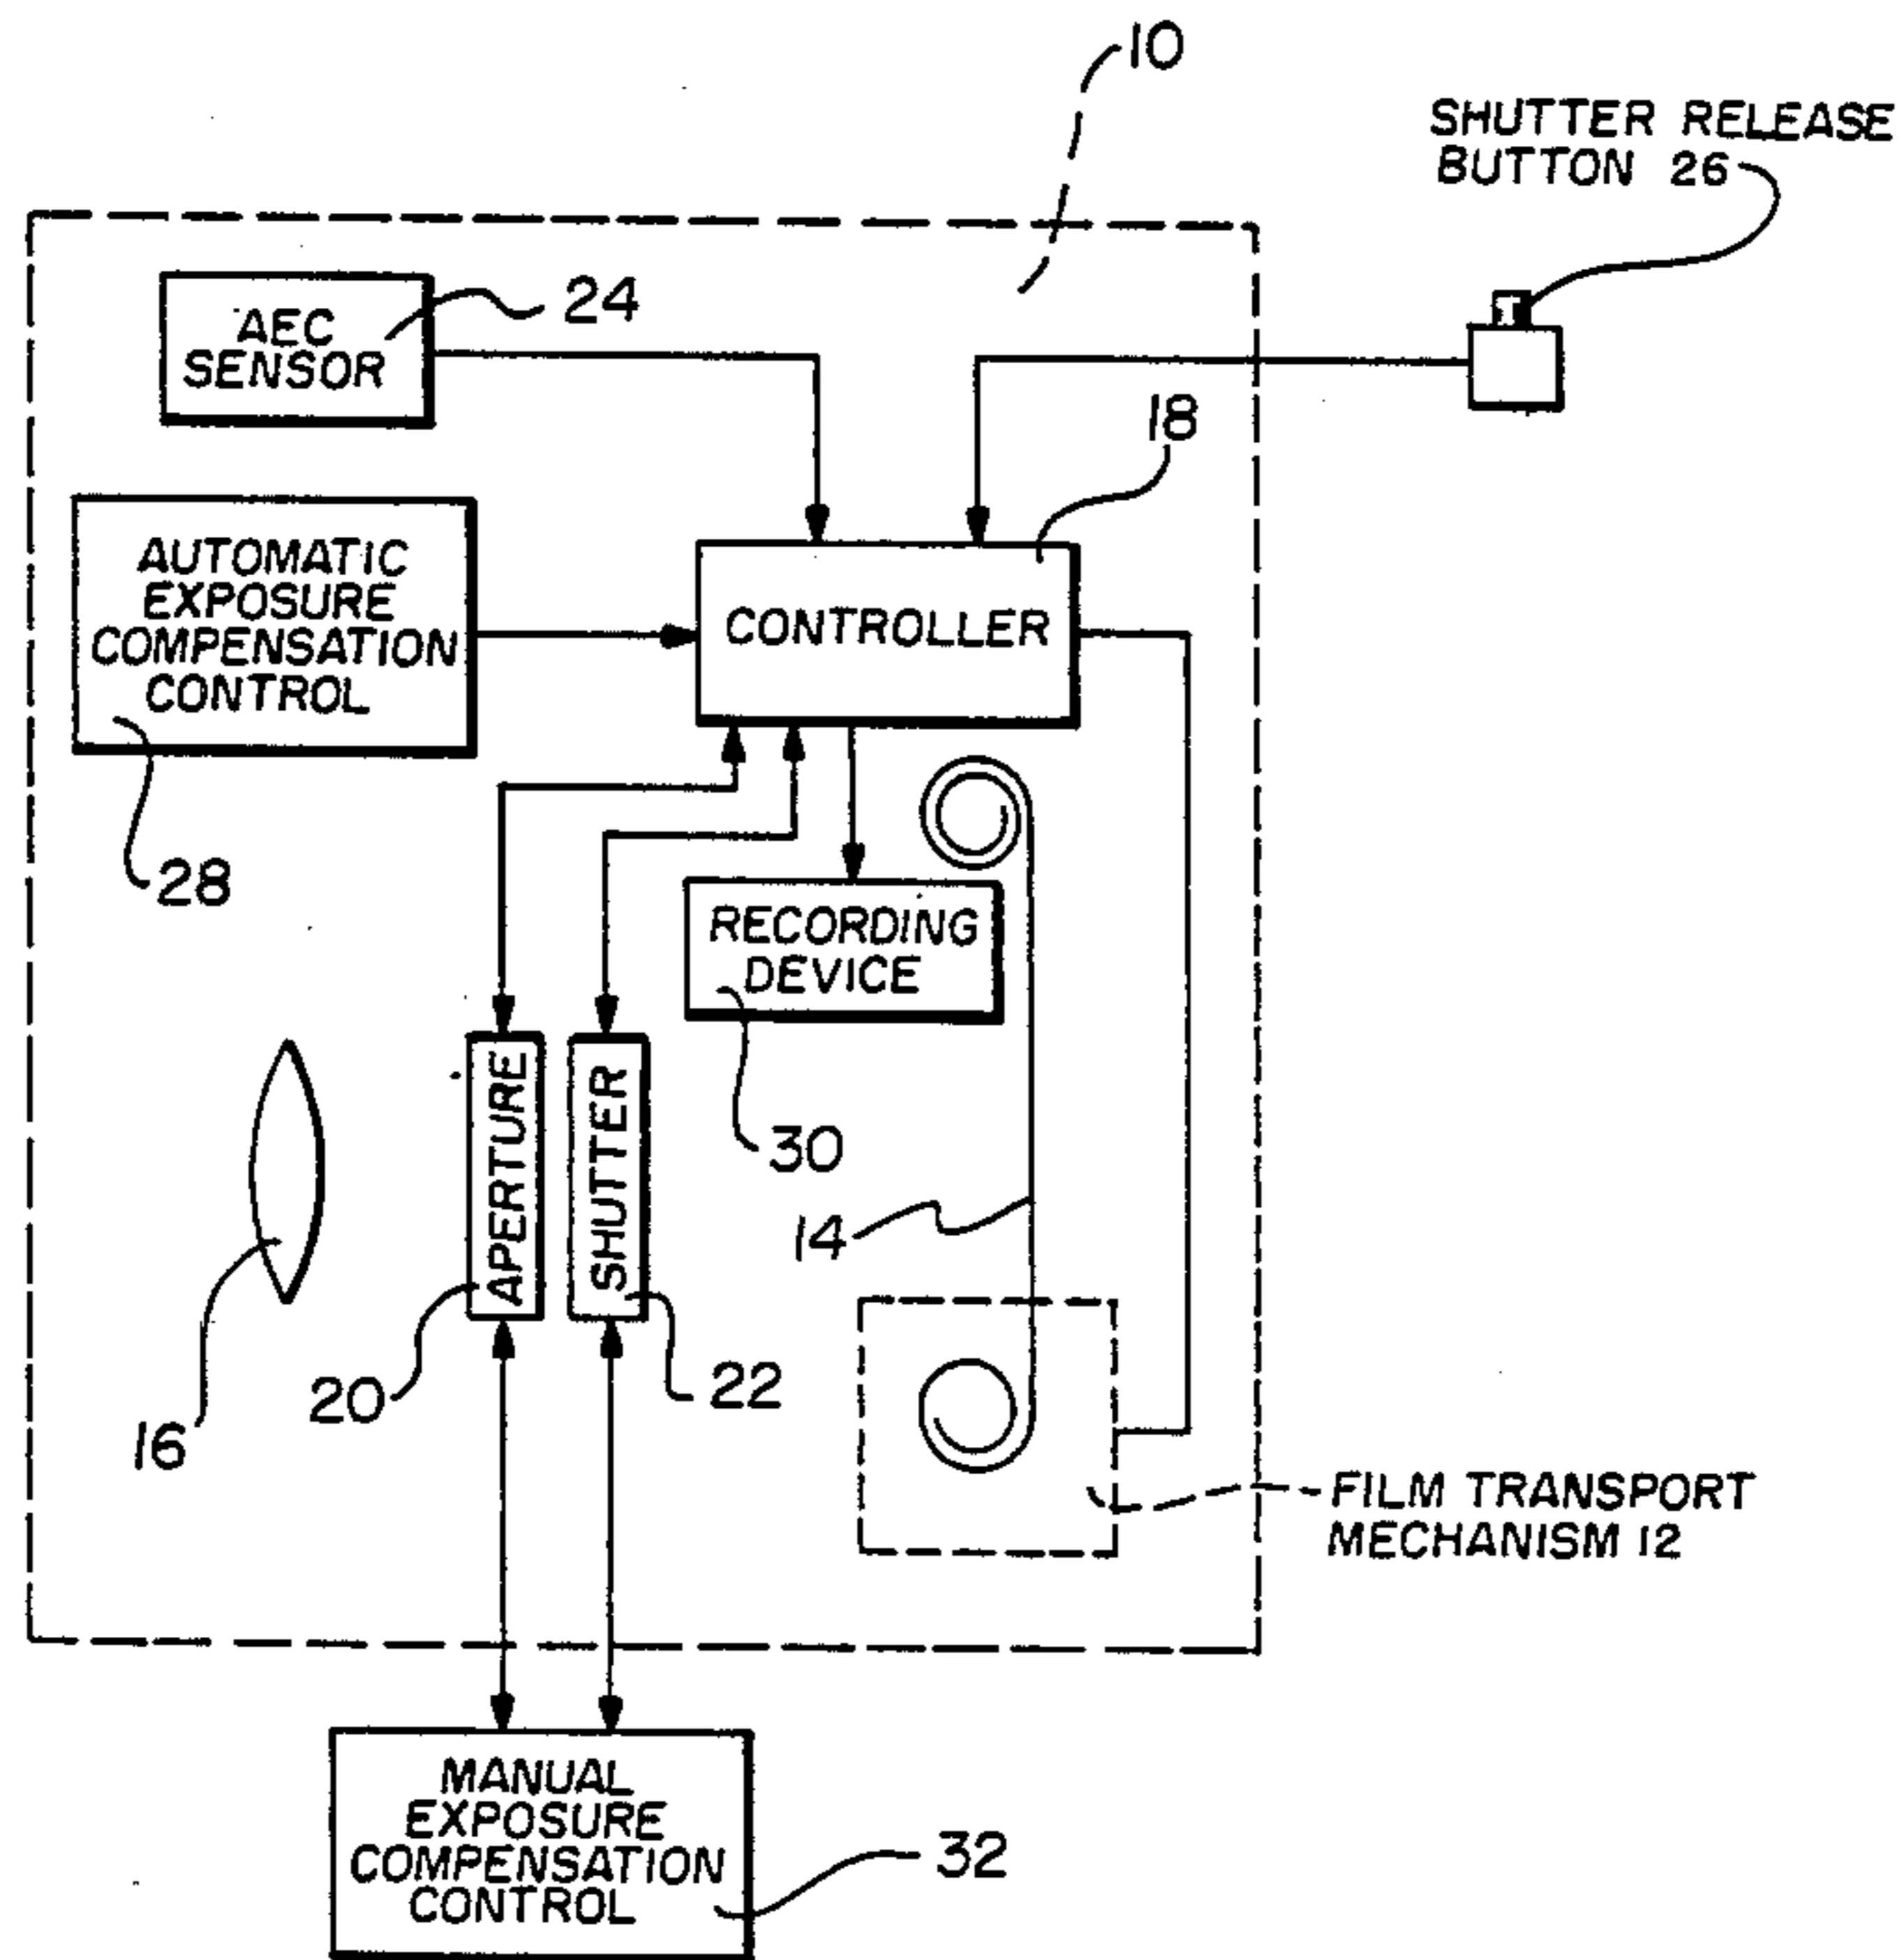 10
SHUTTER RELEASE
BUTTON 26
AEC
SENSOR
24
18
AUTOMATIC
EXPOSURE
COMPENSATION
CONTROL
28
CONTROLLER
RECORDING
DEVICE
30
APERTURE
SHUTTER
14
16
20
22
FILM TRANSPORT
MECHANISM 12
MANUAL
EXPOSURE
COMPENSATION
CONTROL
32